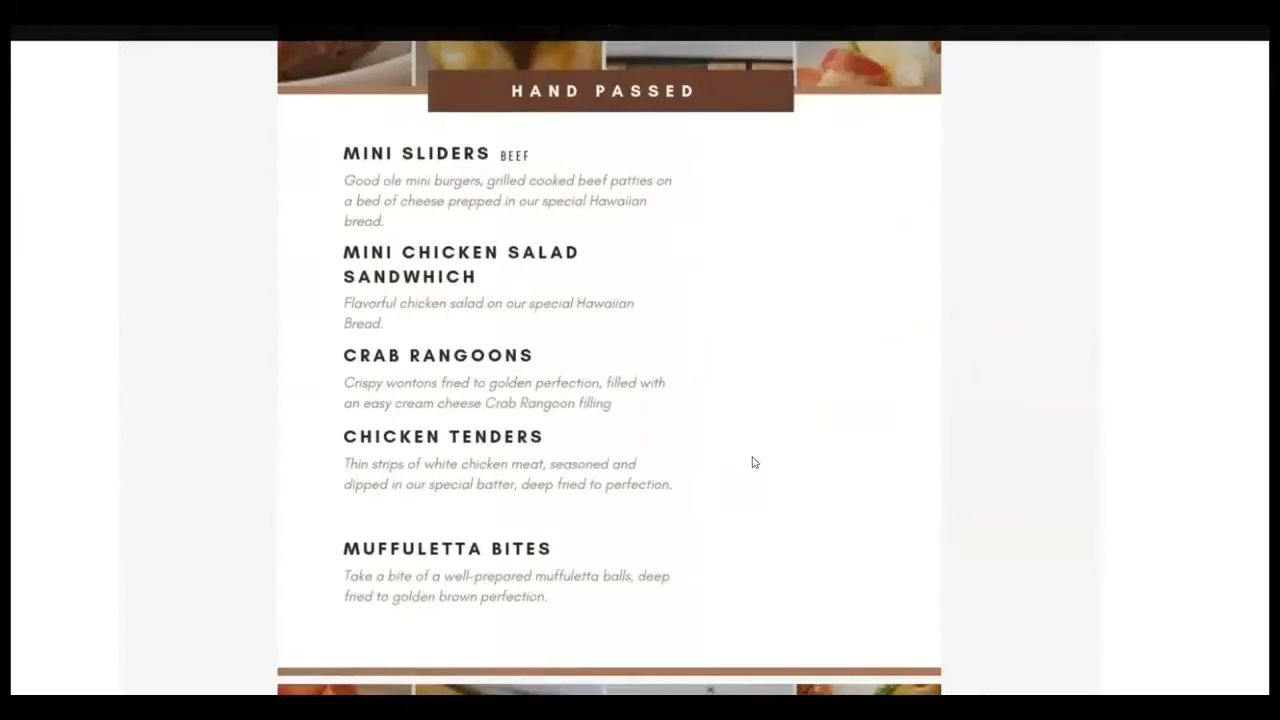 HAND PASSED
MINI SLIDERS BEEF
Good ole mini burgers, grilled cooked beef patties on
a bed of cheese prepped in our special Hawaiian
bread.
MINI CHICKEN SALAD
SANDWHICH
Flavorful chicken salad on our special Hawaiian
Bread.
CRAB RANGOONS
Crispy wontons fried to golden perfection, filled with
an easy cream cheese Crab Rangoon filling
CHICKEN TENDERS
Thin strips of white chicken meat, seasoned and
dipped in our special batter, deep fried to perfection.
MUFFULETTA BITES
Take a bite of a well-prepared muffuletta balls, deep
fried to golden brown perfection.